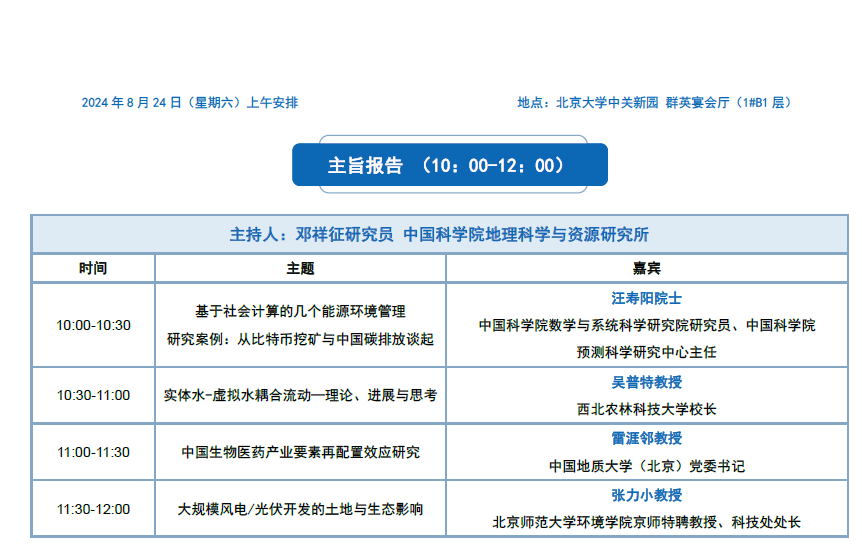 2024 年 8 月 24 日（星期六）上午安排
地点：北京大学中关新园 群英宴会厅（1#B1 层）
主旨报告 （10：00-12：00）
主持人：邓祥征研究员 中国科学院地理科学与资源研究所
时间 主题 嘉宾
10:00-10:30
基于社会计算的几个能源环境管理
研究案例：从比特币挖矿与中国碳排放谈起
汪寿阳院士
中国科学院数学与系统科学研究院研究员、中国科学院
预测科学研究中心主任
10:30-11:00
实体水-虚拟水耦合流动—理论、进展与思考
吴普特教授
西北农林科技大学校长
11:00-11:30
中国生物医药产业要素再配置效应研究
雷涯邻教授
中国地质大学（北京）党委书记
11:30-12:00
大规模风电/光伏开发的土地与生态影响
张力小教授
北京师范大学环境学院京师特聘教授、科技处处长